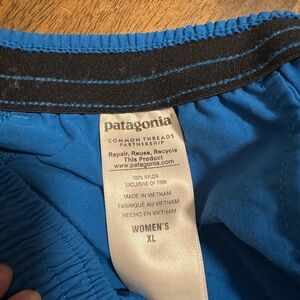 patagonia
COMMON THREADS
PARTNERSHIP
Repair, Reuse, Recycle
This Product
www.patagonia.com
100% NYLON
EXCLUSIVE OF TRIM
MADE IN VIETNAM
FABRIQUÉ AU VIETNAM
HECHO EN VIETNAM
WOMEN'S
XL